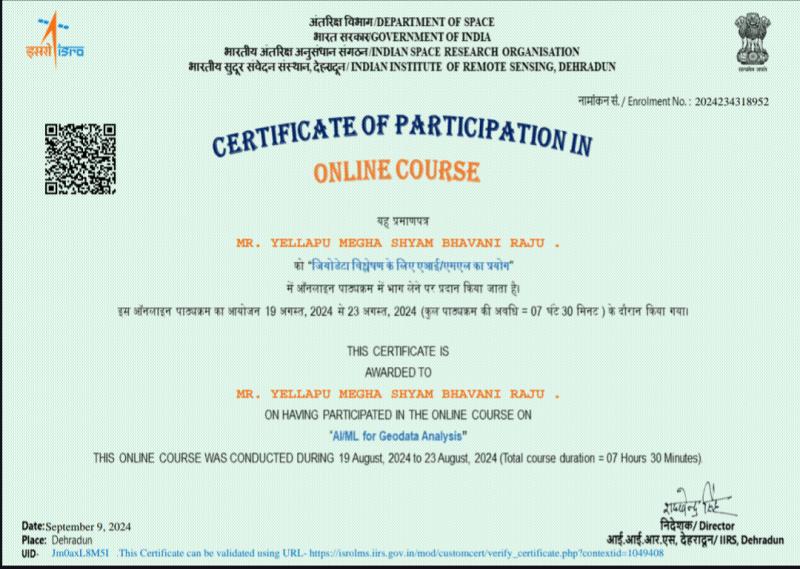 इसरो isro
अंतरिक्ष विभाग/DEPARTMENT OF SPACE
भारत सरकार/GOVERNMENT OF INDIA
भारतीय अंतरिक्ष अनुसंधान संगठन/INDIAN SPACE RESEARCH ORGANISATION
भारतीय सुदूर संवेदन संस्थान, देहरादून/ INDIAN INSTITUTE OF REMOTE SENSING, DEHRADUN
सत्यमेव जयते
नामांकन सं./ Enrolment No.: 2024234318952
CERTIFICATE OF PARTICIPATION IN
ONLINE COURSE
यह प्रमाणपत्र
MR. YELLAPU MEGHA SHYAM BHAVANI RAJU .
को "जियोडेटा विश्लेषण के लिए एआई/एमएल का प्रयोग"
में ऑनलाइन पाठ्यक्रम में भाग लेने पर प्रदान किया जाता है।
इस ऑनलाइन पाठ्यक्रम का आयोजन 19 अगस्त, 2024 से 23 अगस्त, 2024 (कुल पाठ्यक्रम की अवधि = 07 घंटे 30 मिनट ) के दौरान किया गया।
THIS CERTIFICATE IS
AWARDED TO
MR. YELLAPU MEGHA SHYAM BHAVANI RAJU .
ON HAVING PARTICIPATED IN THE ONLINE COURSE ON
"AI/ML for Geodata Analysis"
THIS ONLINE COURSE WAS CONDUCTED DURING 19 August, 2024 to 23 August, 2024 (Total course duration = 07 Hours 30 Minutes).
निदेशक/ Director
आई.आई.आर.एस, देहरादून/ IIRS, Dehradun
Date: September 9, 2024
Place: Dehradun
UID- Jm0axL8M5I .This Certificate can be validated using URL- https://isrolms.iirs.gov.in/mod/customcert/verify_certificate.php?contextid=1049408